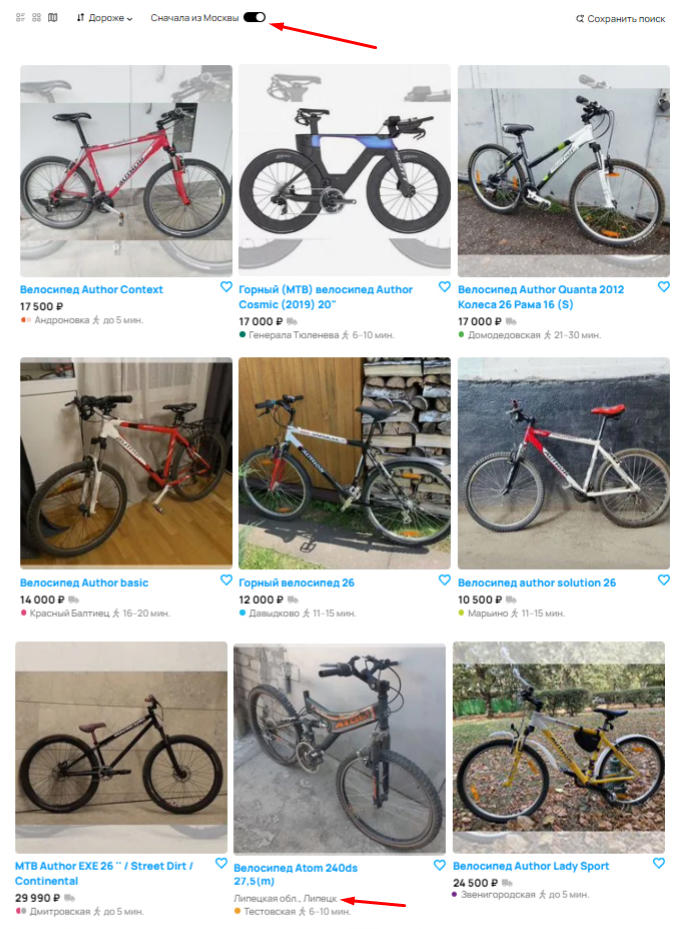 Дороже
Сначала из Москвы
Сохранить поиск
Велосипед Author Context
17 500 ₽
Андроновка до 5 мин.
Горный (MTB) велосипед Author
Cosmic (2019) 20"
17 000 ₽
Генерала Тюленева 6–10 мин.
Велосипед Author Quanta 2012
Колеса 26 Рама 16 (S)
17 000 ₽
Домодедовская 21–30 мин.
Велосипед Author basic
14 000 ₽
Красный Балтиец 16–20 мин.
Горный велосипед 26
12 000 ₽
Давыдково 11–15 мин.
Велосипед author solution 26
10 500 ₽
Марьино 11–15 мин.
MTB Author EXE 26 '' / Street Dirt /
Continental
29 990 ₽
Дмитровская до 5 мин.
Велосипед Atom 240ds
27,5(m)
Липецкая обл., Липецк
Тестовская 6–10 мин.
Велосипед Author Lady Sport
24 500 ₽
Звенигородская до 5 мин.